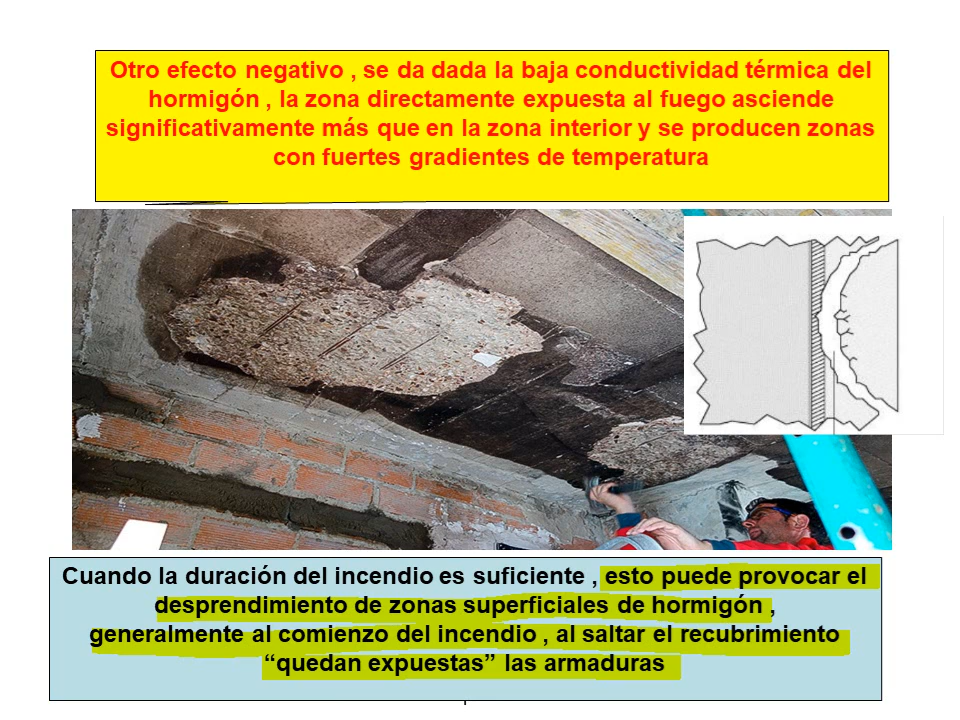 Otro efecto negativo , se da dada la baja conductividad térmica del
hormigón , la zona directamente expuesta al fuego asciende
significativamente más que en la zona interior y se producen zonas
con fuertes gradientes de temperatura
Cuando la duración del incendio es suficiente , esto puede provocar el
desprendimiento de zonas superficiales de hormigón ,
generalmente al comienzo del incendio , al saltar el recubrimiento
“quedan expuestas” las armaduras